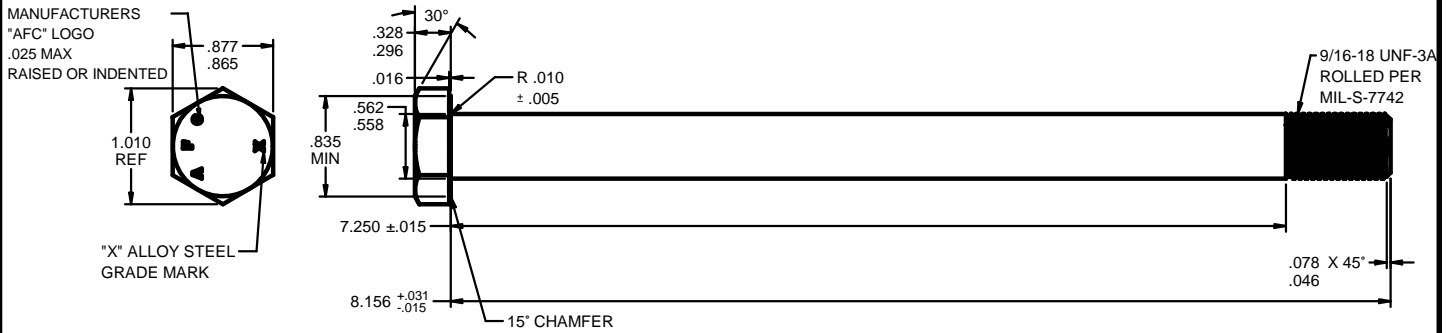 MANUFACTURERS
"AFC" LOGO
.025 MAX
RAISED OR INDENTED
.877
.865
1.010
REF
A F C
X
"X" ALLOY STEEL
GRADE MARK
30°
.328
.296
.016
R .010
± .005
.562
.558
.835
MIN
9/16-18 UNF-3A
ROLLED PER
MIL-S-7742
7.250 ±.015
.078 X 45°
.046
8.156 +.031
-.015
15° CHAMFER